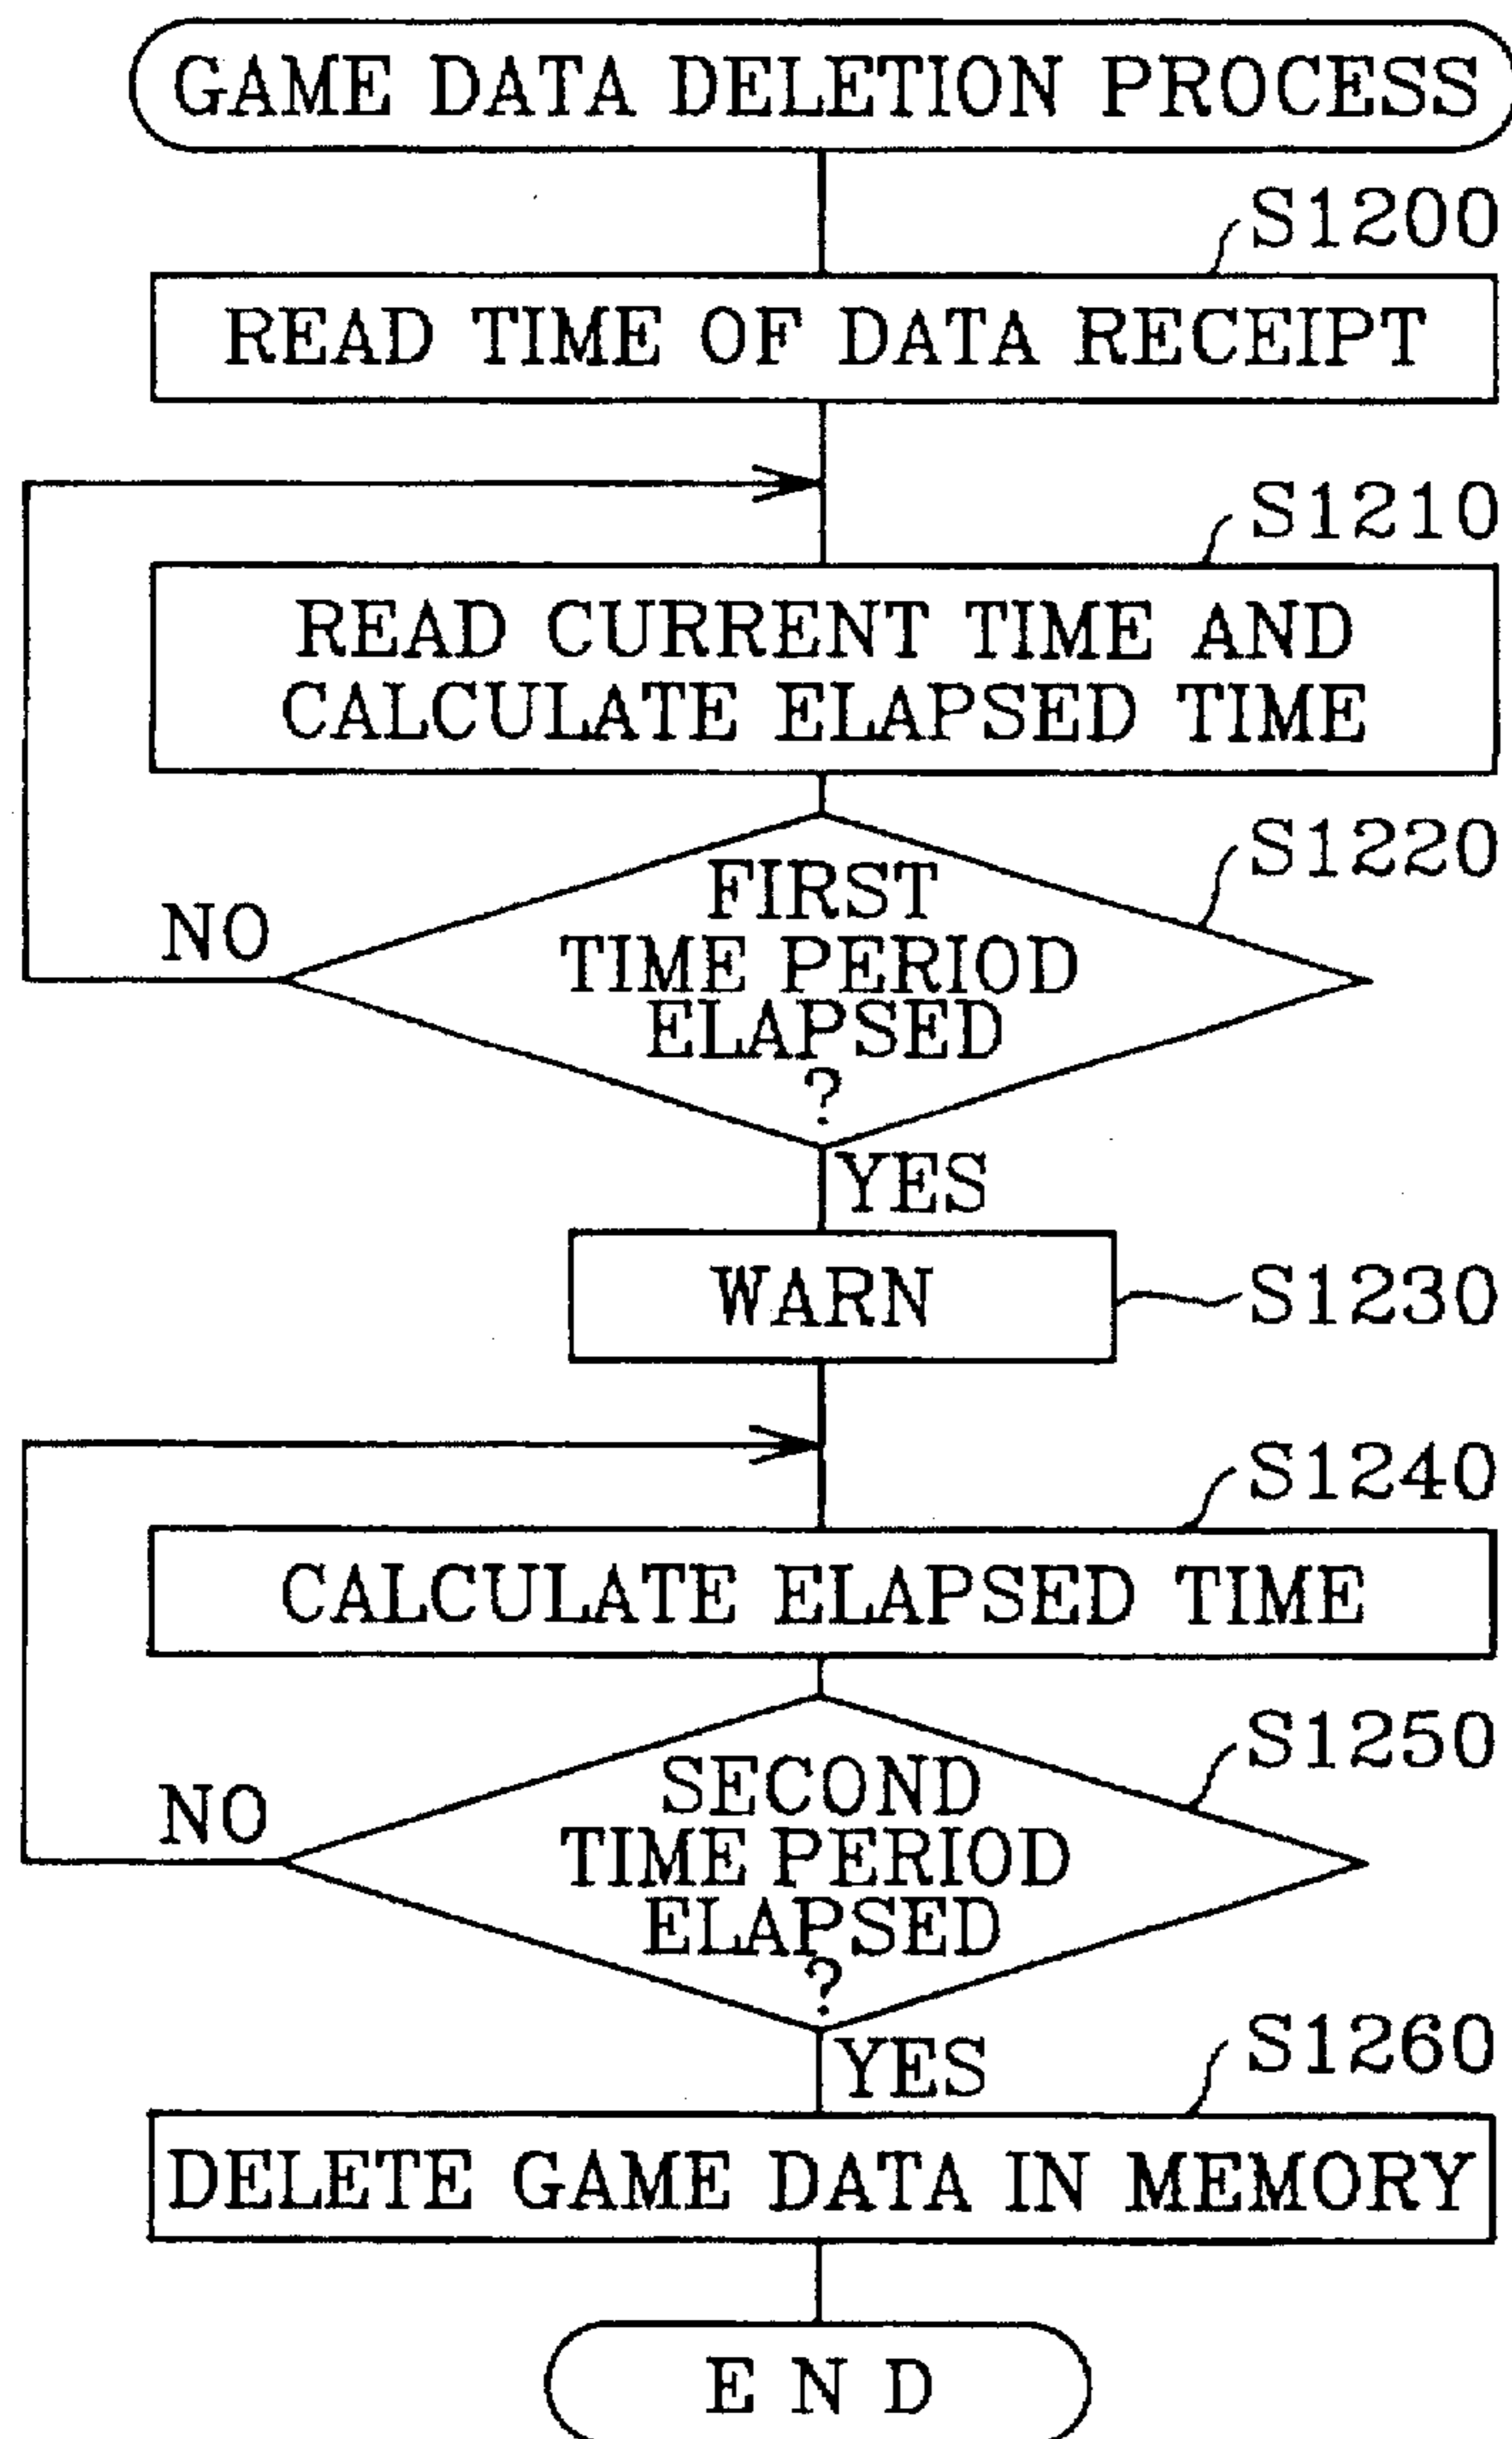 GAME DATA DELETION PROCESS
S1200
READ TIME OF DATA RECEIPT
S1210
READ CURRENT TIME AND
CALCULATE ELAPSED TIME
S1220
FIRST
TIME PERIOD
ELAPSED
?
NO
YES
WARN
S1230
S1240
CALCULATE ELAPSED TIME
S1250
SECOND
TIME PERIOD
ELAPSED
?
NO
YES
S1260
DELETE GAME DATA IN MEMORY
END